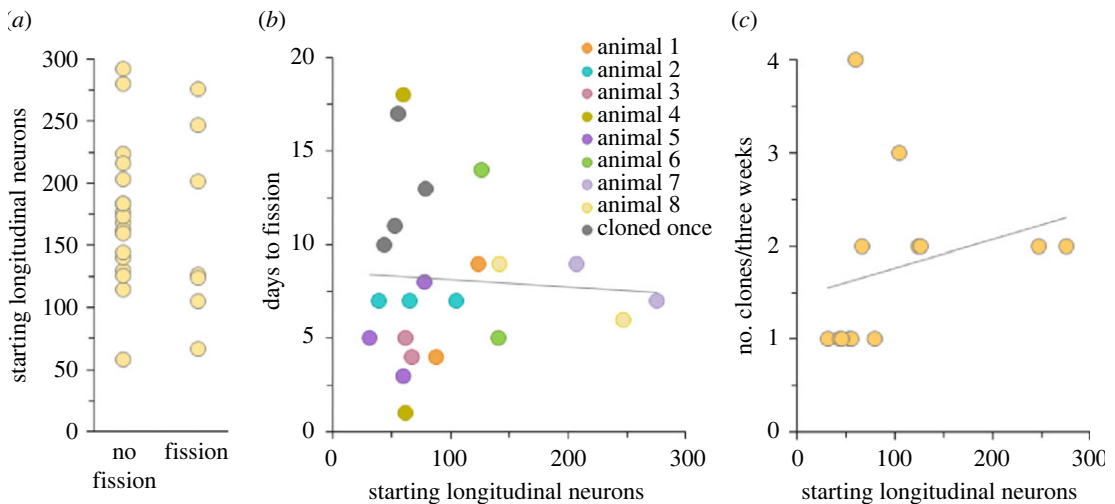 (a)
starting longitudinal neurons
300
250
200
150
100
50
0
no
fission
fission
(b)
days to fission
20
15
10
5
0
0
100
200
300
starting longitudinal neurons
animal 1
animal 2
animal 3
animal 4
animal 5
animal 6
animal 7
animal 8
cloned once
(c)
no. clones/three weeks
4
3
2
1
0
0
100
200
300
starting longitudinal neurons